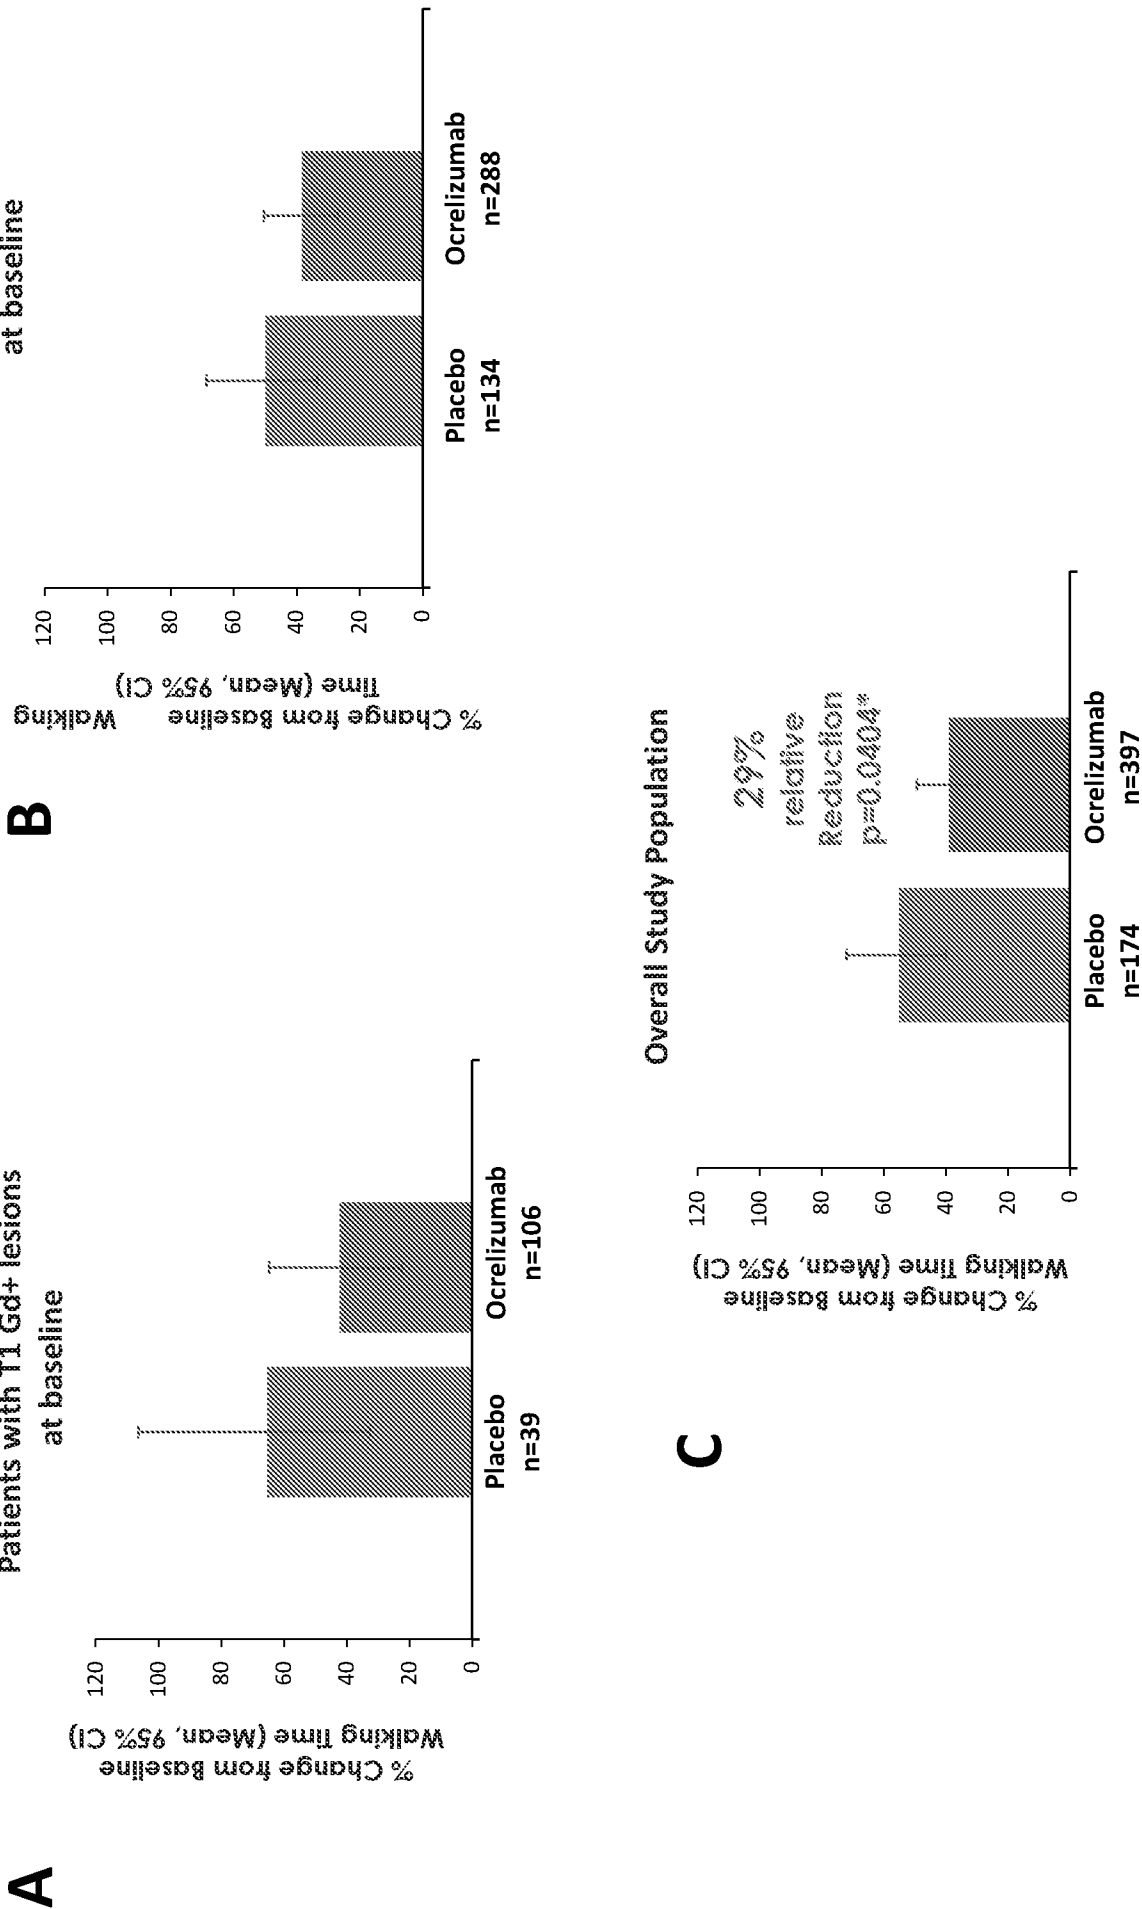 A
Patients with T1 Gd+ lesions
at baseline
% Change from Baseline
Walking Time (Mean, 95% CI)
120
100
80
60
40
20
0
Placebo
n=39
Ocrelizumab
n=106
B
at baseline
% Change from Baseline Walking
Time (Mean, 95% CI)
120
100
80
60
40
20
0
Placebo
n=134
Ocrelizumab
n=288
C
Overall Study Population
% Change from Baseline
Walking Time (Mean, 95% CI)
120
100
80
60
40
20
0
29%
relative
Reduction
p=0.0404*
Placebo
n=174
Ocrelizumab
n=397